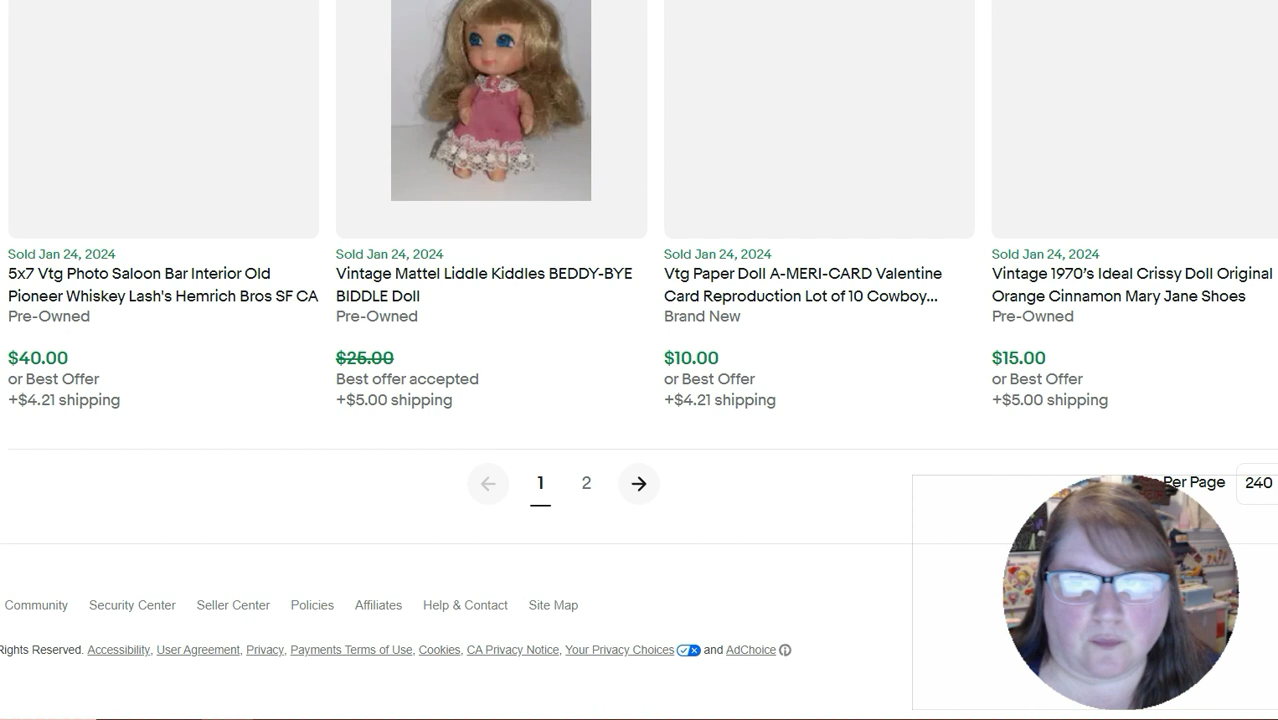 Sold Jan 24, 2024
5x7 Vtg Photo Saloon Bar Interior Old
Pioneer Whiskey Lash's Hemrich Bros SF CA
Pre-Owned
$40.00
or Best Offer
+$4.21 shipping
Sold Jan 24, 2024
Vintage Mattel Liddle Kiddles BEDDY-BYE
BIDDLE Doll
Pre-Owned
$25.00
Best offer accepted
+$5.00 shipping
Sold Jan 24, 2024
Vtg Paper Doll A-MERI-CARD Valentine
Card Reproduction Lot of 10 Cowboy...
Brand New
$10.00
or Best Offer
+$4.21 shipping
Sold Jan 24, 2024
Vintage 1970's Ideal Crissy Doll Original
Orange Cinnamon Mary Jane Shoes
Pre-Owned
$15.00
or Best Offer
+$5.00 shipping
1 2
Per Page 240
Community Security Center Seller Center Policies Affiliates Help & Contact Site Map
Rights Reserved. Accessibility, User Agreement, Privacy, Payments Terms of Use, Cookies, CA Privacy Notice, Your Privacy Choices and AdChoice